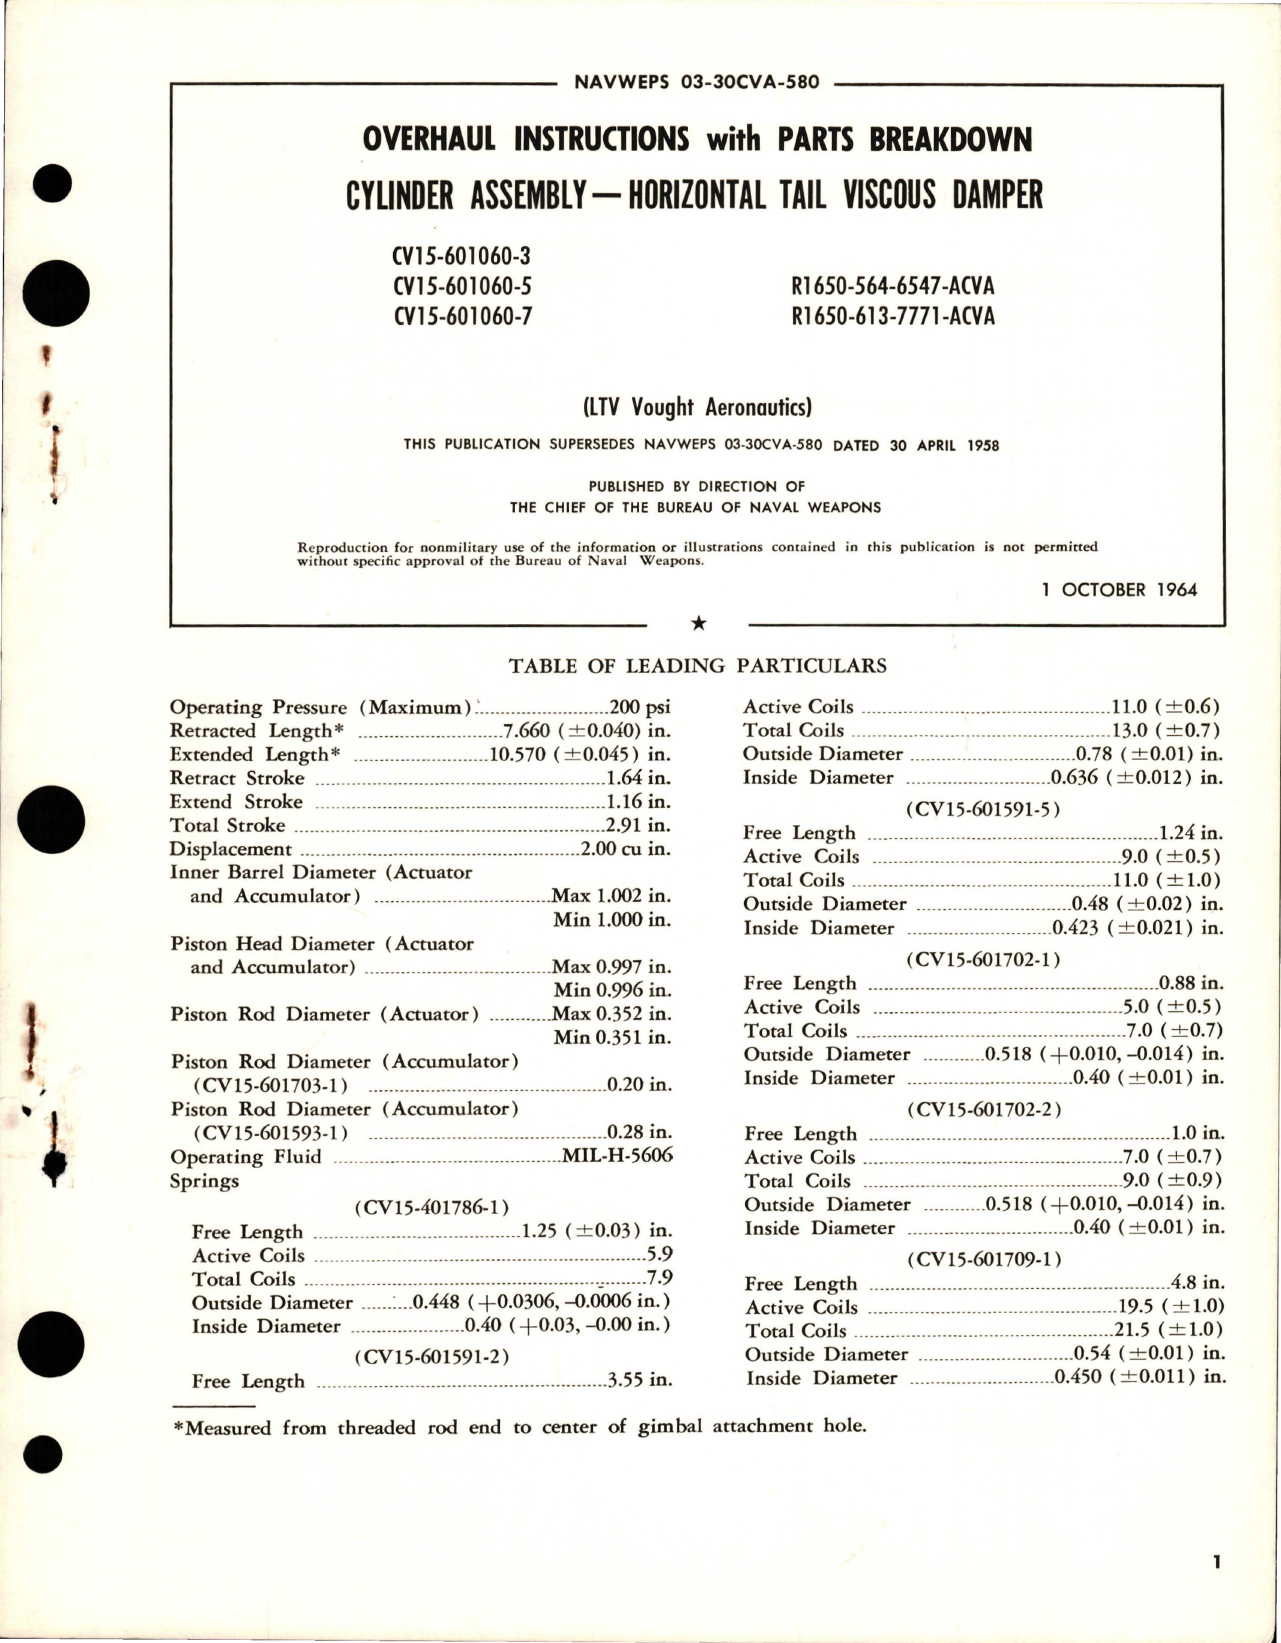 NAVWEPS 03-30CVA-580
OVERHAUL INSTRUCTIONS with PARTS BREAKDOWN
CYLINDER ASSEMBLY — HORIZONTAL TAIL VISCOUS DAMPER
CV15-601060-3
CV15-601060-5 R1650-564-6547-ACVA
CV15-601060-7 R1650-613-7771-ACVA
(LTV Vought Aeronautics)
THIS PUBLICATION SUPERSEDES NAVWEPS 03-30CVA-580 DATED 30 APRIL 1958
PUBLISHED BY DIRECTION OF
THE CHIEF OF THE BUREAU OF NAVAL WEAPONS
Reproduction for nonmilitary use of the information or illustrations contained in this publication is not permitted
without specific approval of the Bureau of Naval Weapons.
1 OCTOBER 1964
TABLE OF LEADING PARTICULARS
Operating Pressure (Maximum) 200 psi
Retracted Length* 7.660 (±0.040) in.
Extended Length* 10.570 (±0.045) in.
Retract Stroke 1.64 in.
Extend Stroke 1.16 in.
Total Stroke 2.91 in.
Displacement 2.00 cu in.
Inner Barrel Diameter (Actuator
and Accumulator) Max 1.002 in.
Min 1.000 in.
Piston Head Diameter (Actuator
and Accumulator) Max 0.997 in.
Min 0.996 in.
Piston Rod Diameter (Actuator) Max 0.352 in.
Min 0.351 in.
Piston Rod Diameter (Accumulator)
(CV15-601703-1) 0.20 in.
Piston Rod Diameter (Accumulator)
(CV15-601593-1) 0.28 in.
Operating Fluid MIL-H-5606
Springs
(CV15-401786-1)
Free Length 1.25 (±0.03) in.
Active Coils 5.9
Total Coils 7.9
Outside Diameter 0.448 (+0.0306, -0.0006 in.)
Inside Diameter 0.40 (+0.03, -0.00 in.)
(CV15-601591-2)
Free Length 3.55 in.
Active Coils 11.0 (±0.6)
Total Coils 13.0 (±0.7)
Outside Diameter 0.78 (±0.01) in.
Inside Diameter 0.636 (±0.012) in.
(CV15-601591-5)
Free Length 1.24 in.
Active Coils 9.0 (±0.5)
Total Coils 11.0 (±1.0)
Outside Diameter 0.48 (±0.02) in.
Inside Diameter 0.423 (±0.021) in.
(CV15-601702-1)
Free Length 0.88 in.
Active Coils 5.0 (±0.5)
Total Coils 7.0 (±0.7)
Outside Diameter 0.518 (+0.010, -0.014) in.
Inside Diameter 0.40 (±0.01) in.
(CV15-601702-2)
Free Length 1.0 in.
Active Coils 7.0 (±0.7)
Total Coils 9.0 (±0.9)
Outside Diameter 0.518 (+0.010, -0.014) in.
Inside Diameter 0.40 (±0.01) in.
(CV15-601709-1)
Free Length 4.8 in.
Active Coils 19.5 (±1.0)
Total Coils 21.5 (±1.0)
Outside Diameter 0.54 (±0.01) in.
Inside Diameter 0.450 (±0.011) in.
*Measured from threaded rod end to center of gimbal attachment hole.
1